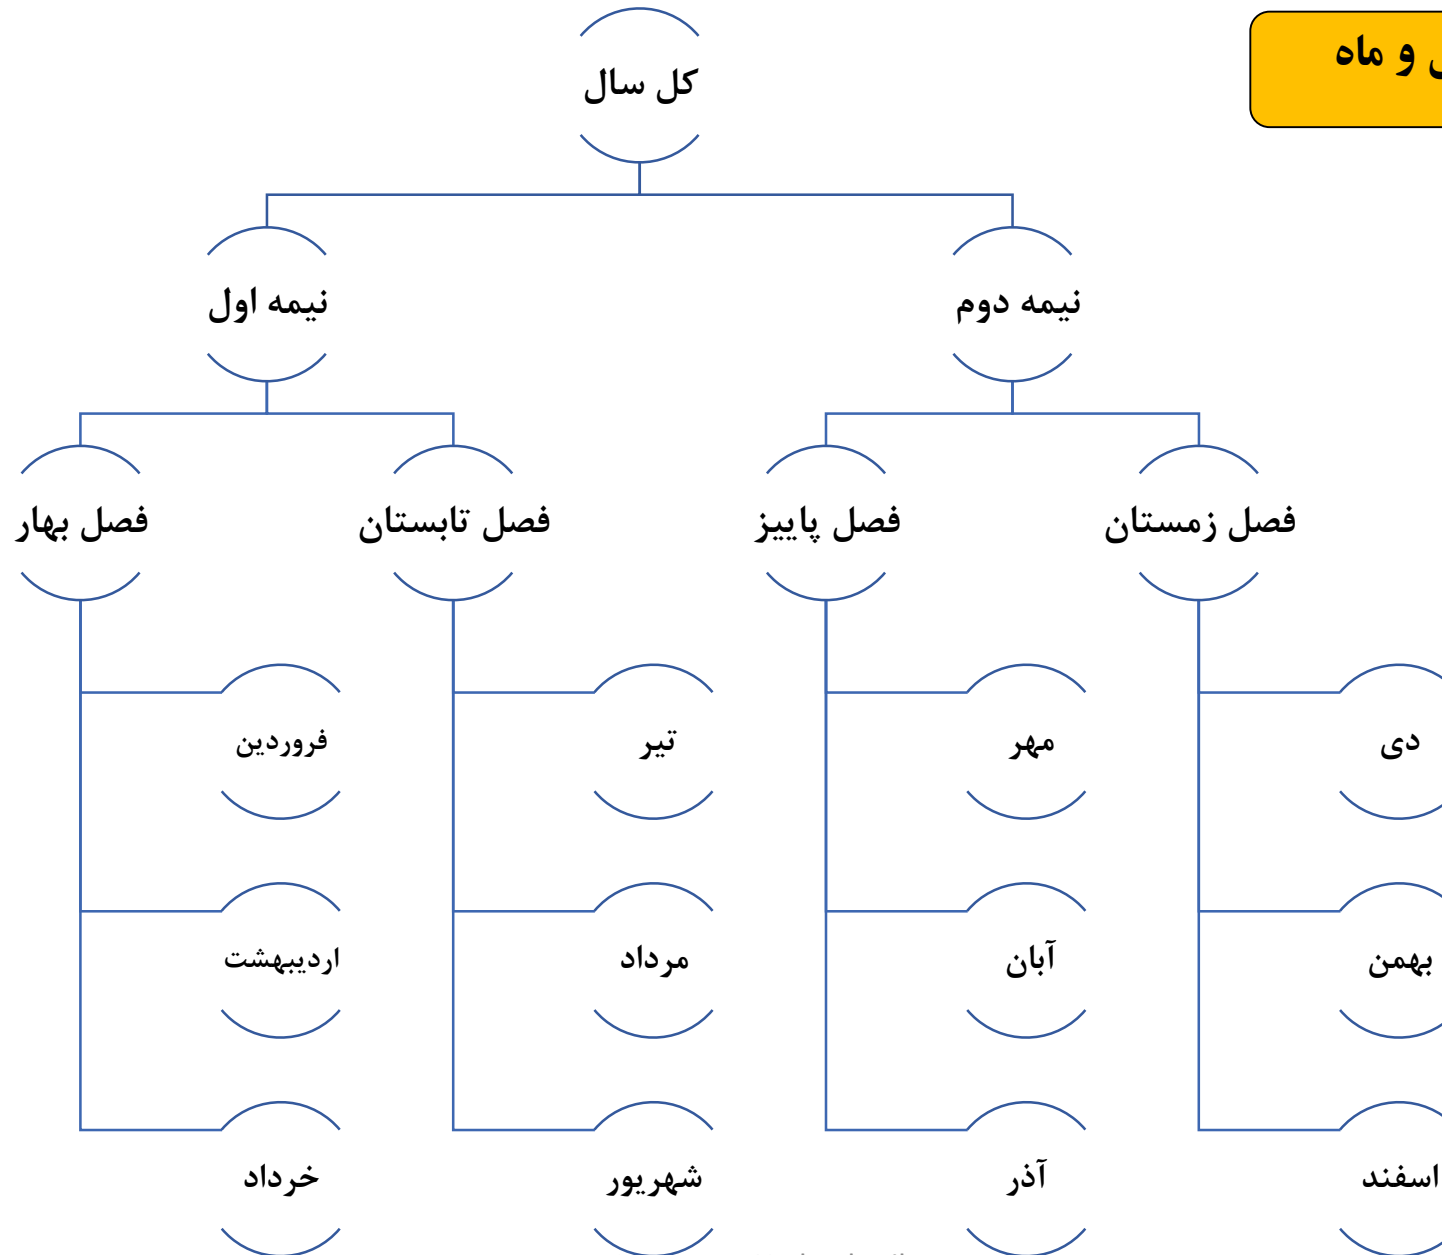 و ماه
کل سال
نیمه اول
نیمه دوم
فصل بهار
فصل تابستان
فصل پاییز
فصل زمستان
فروردین
تیر
مهر
دی
اردیبهشت
مرداد
آبان
بهمن
خرداد
شهریور
آذر
اسفند